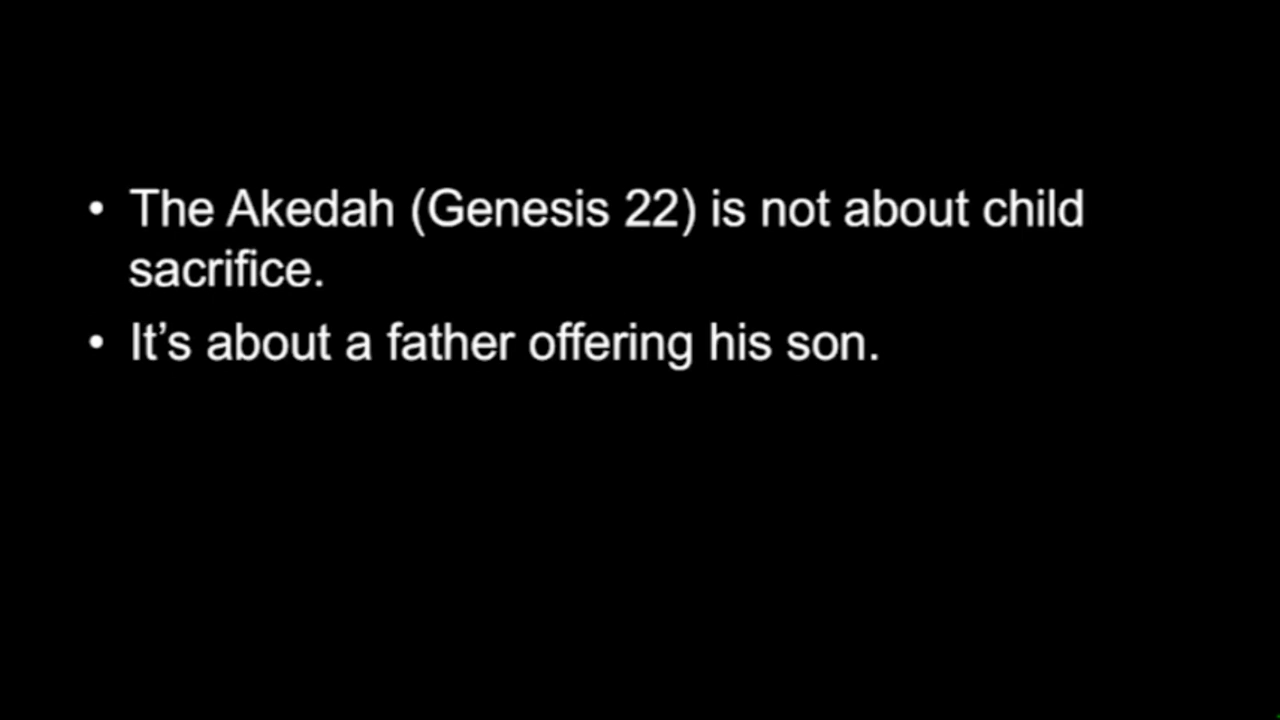 • The Akedah (Genesis 22) is not about child
sacrifice.
• It’s about a father offering his son.